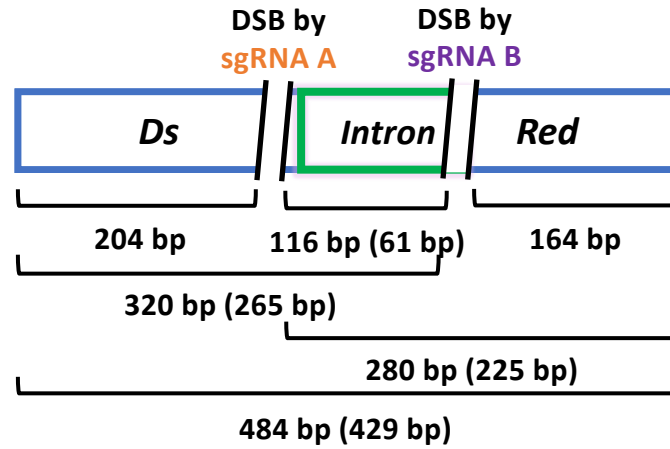 DSB by
sgRNA A
DSB by
sgRNA B
Ds
Intron
Red
204 bp
116 bp (61 bp)
164 bp
320 bp (265 bp)
280 bp (225 bp)
484 bp (429 bp)